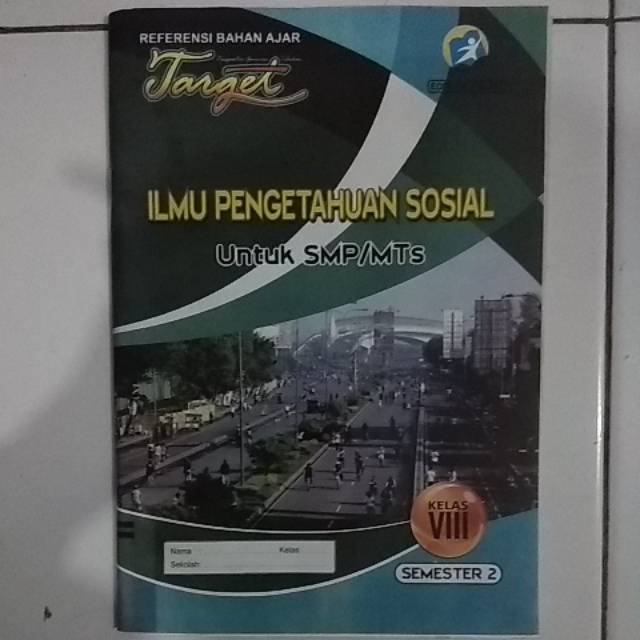 REFERENSI BAHAN AJAR
Target
ILMU PENGETAHUAN SOSIAL
Untuk SMP/MTs
KELAS
VIII
Nama
Kelas
Sekolah:
SEMESTER 2